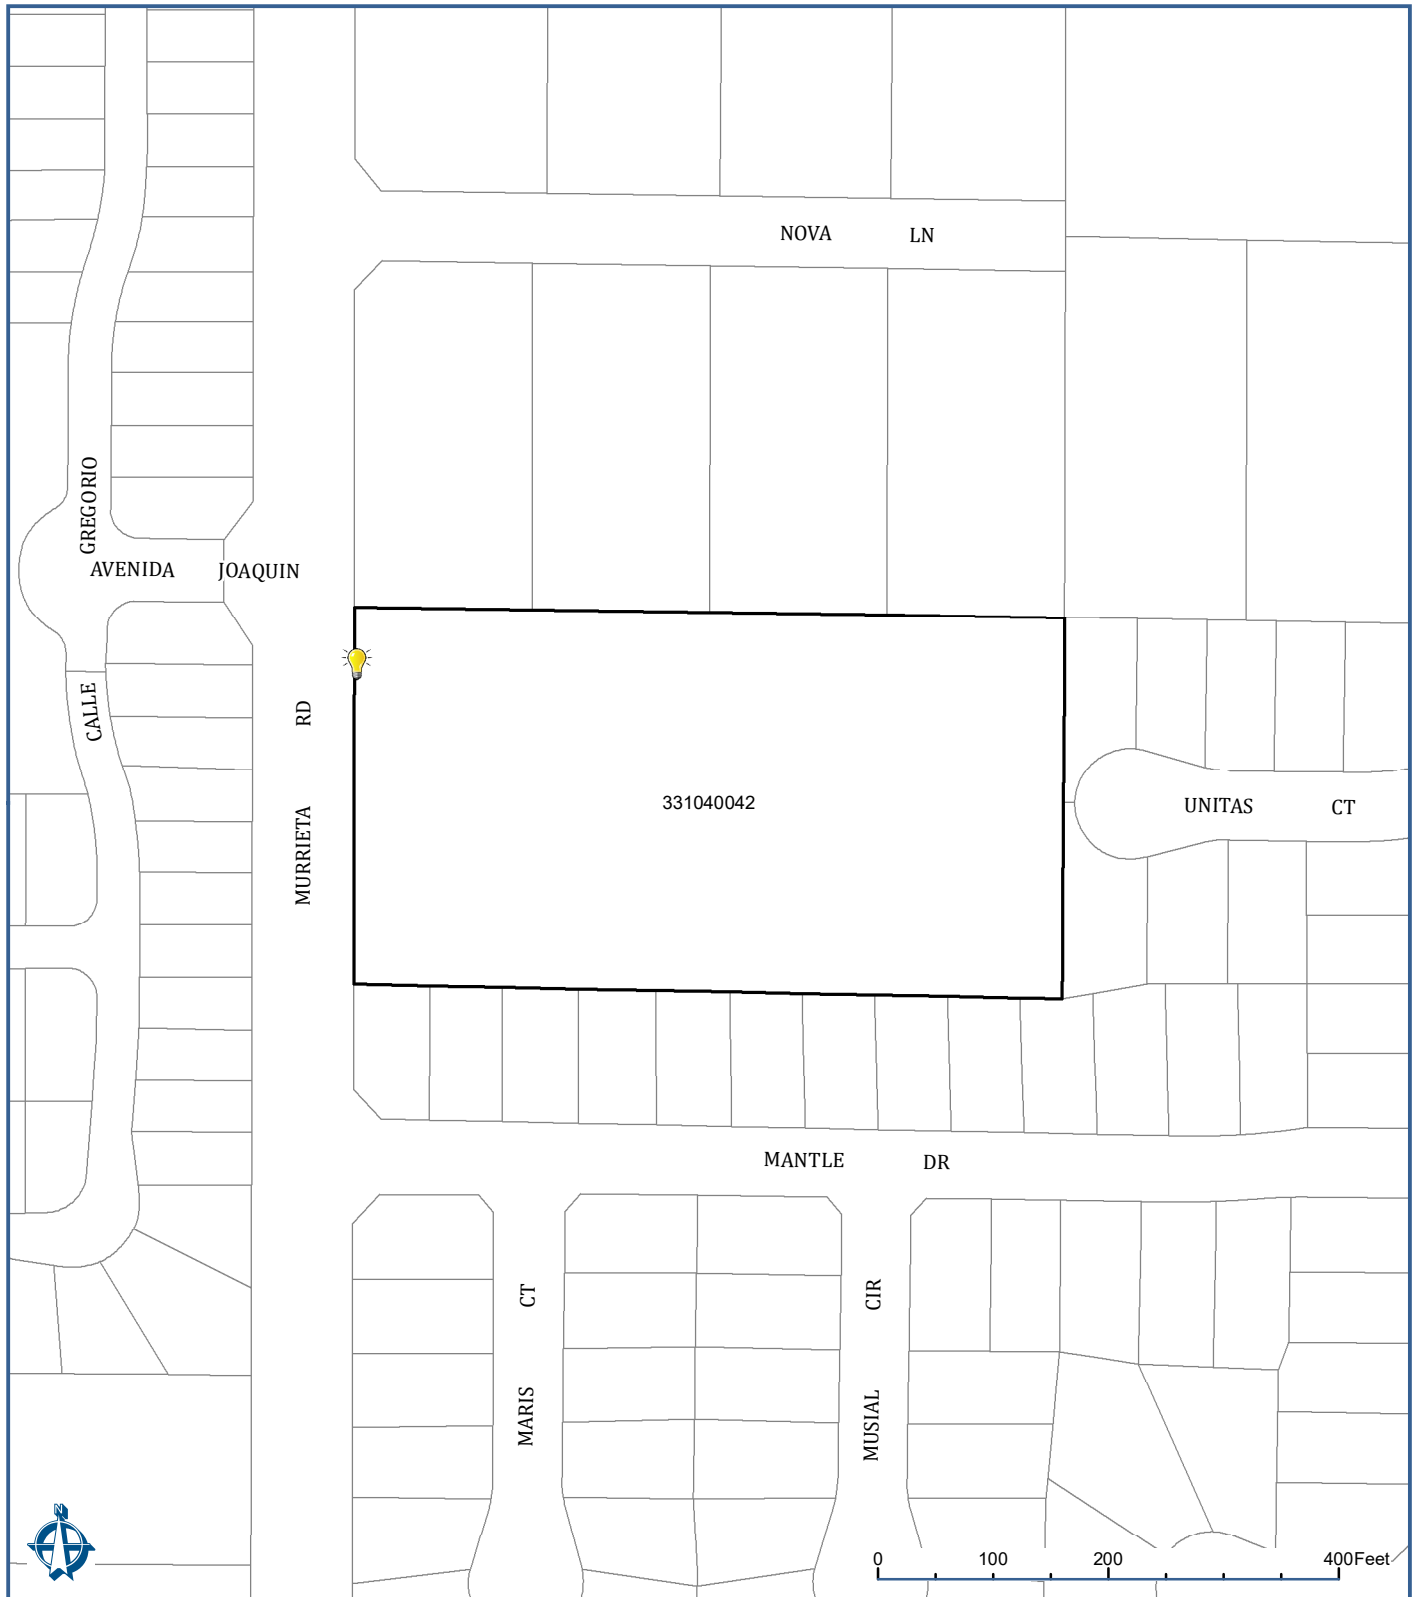 NOVA LN
GREGORIO
AVENIDA JOAQUIN
CALLE
MURRIETA RD
331040042
UNITAS CT
MANTLE DR
MARIS CT
MUSIAL CIR
N
0 100 200 400Feet